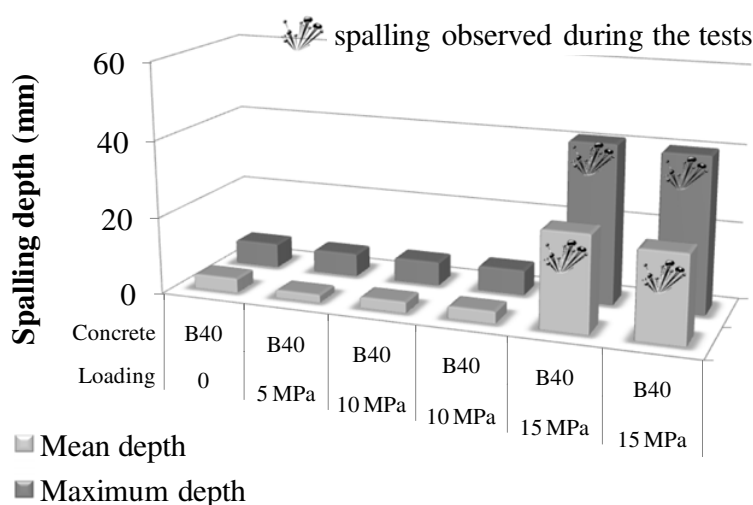 spalling observed during the tests
Spalling depth (mm)
60
40
20
0
Concrete B40 B40 B40 B40 B40 B40
Loading 0 5 MPa 10 MPa 10 MPa 15 MPa 15 MPa
Mean depth
Maximum depth